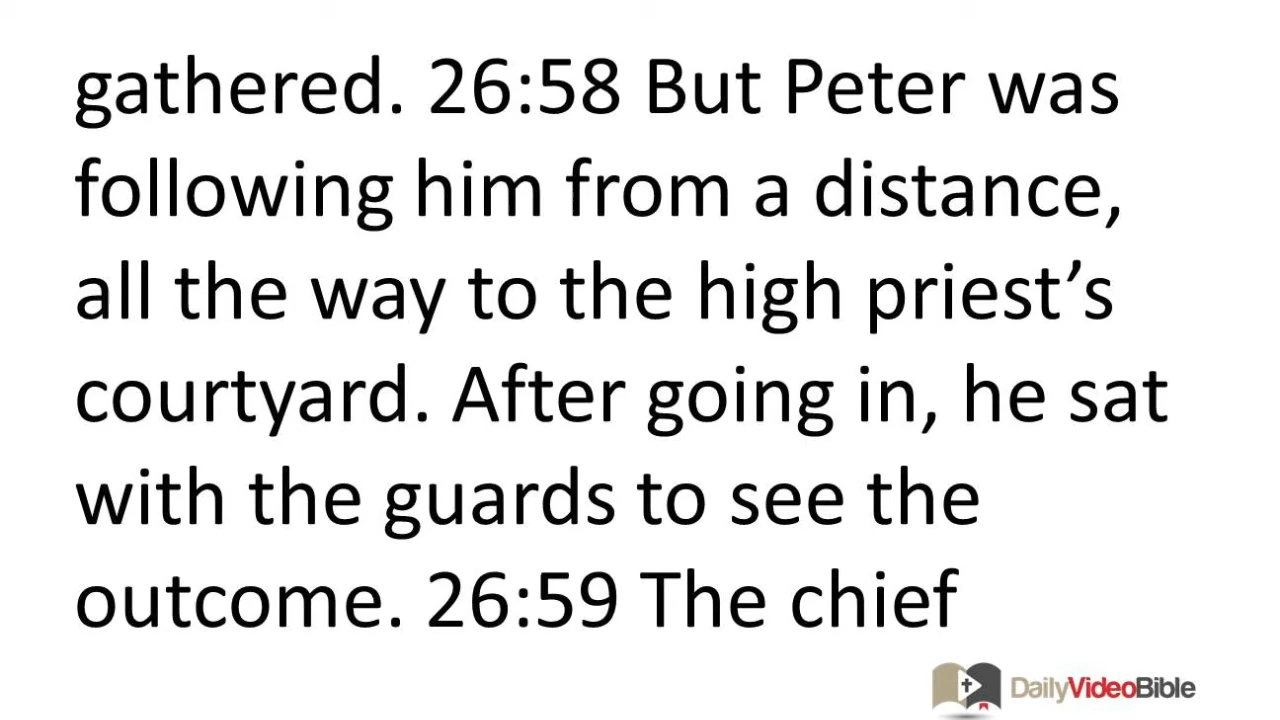 gathered. 26:58 But Peter was
following him from a distance,
all the way to the high priest’s
courtyard. After going in, he sat
with the guards to see the
outcome. 26:59 The chief
DailyVideoBible